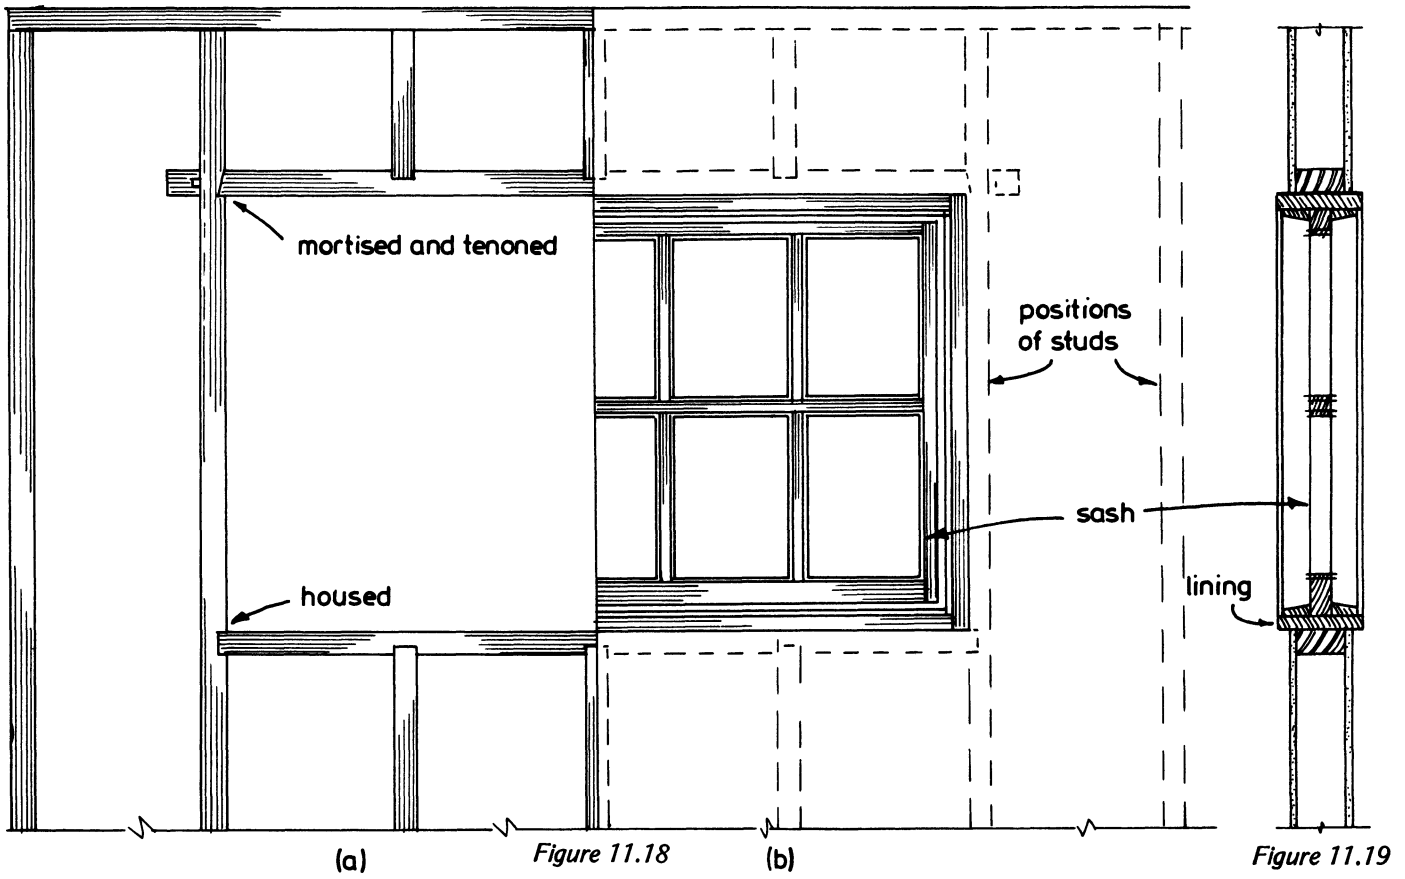 mortised and tenoned
positions
of studs
sash
lining
housed
(a)
Figure 11.18
(b)
Figure 11.19